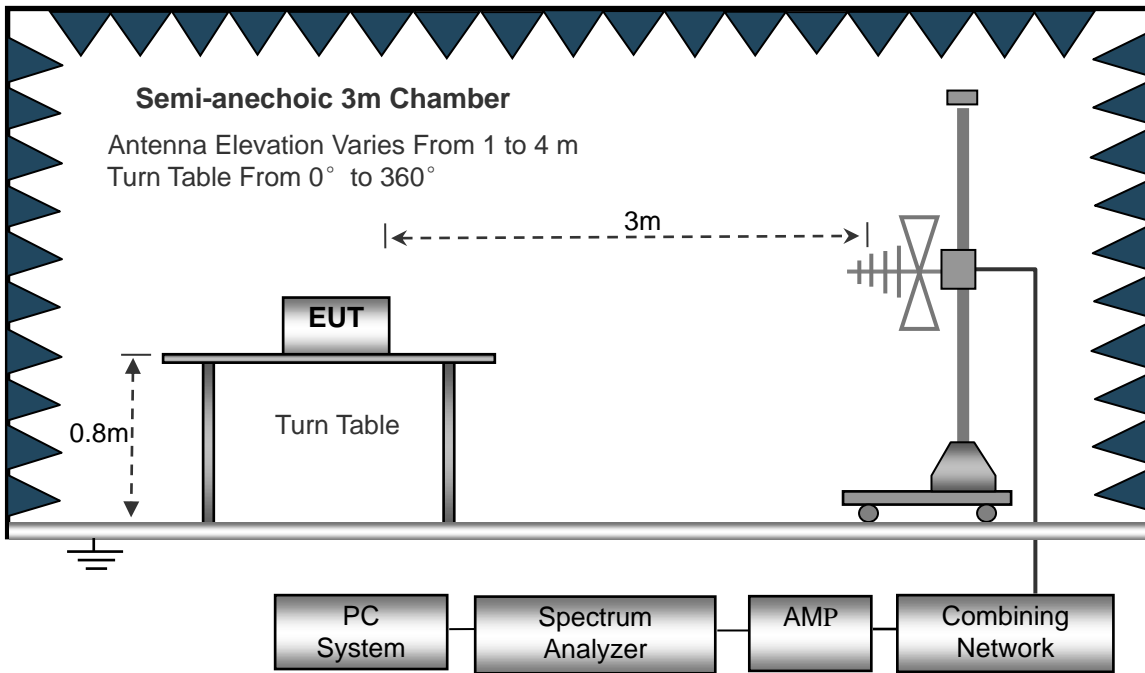 Semi-anechoic 3m Chamber
Antenna Elevation Varies From 1 to 4 m
Turn Table From 0° to 360°
3m
EUT
0.8m
Turn Table
PC
System
Spectrum
Analyzer
AMP
Combining
Network